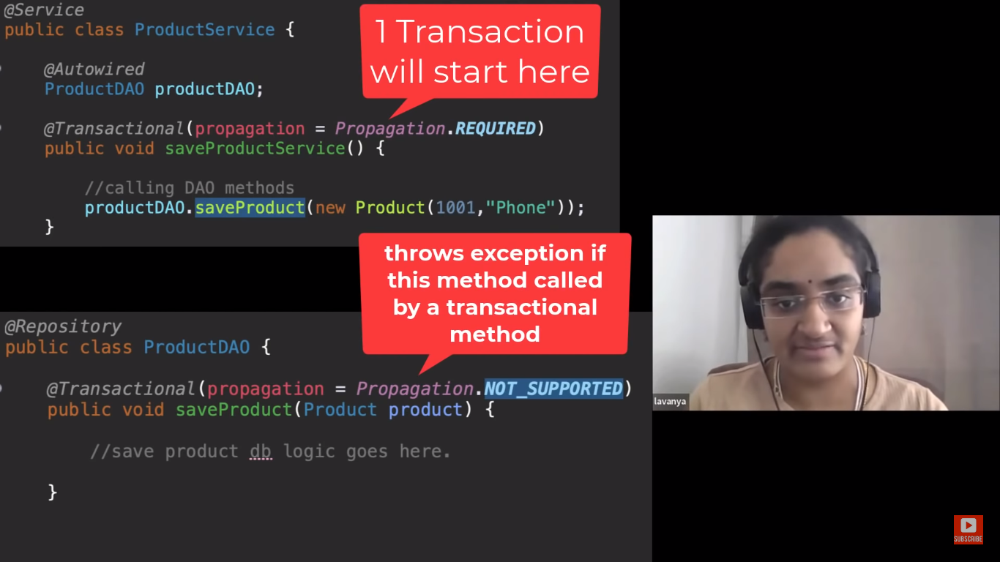 @Service
public class ProductService {
@Autowired
ProductDAO productDAO;
@Transactional(propagation = Propagation.REQUIRED)
public void saveProductService() {
//calling DAO methods
productDAO.saveProduct(new Product(1001,"Phone"));
}
1 Transaction
will start here
throws exception if
this method called
by a transactional
method
@Repository
public class ProductDAO {
@Transactional(propagation = Propagation.NOT_SUPPORTED)
public void saveProduct(Product product) {
//save product db logic goes here.
}
lavanya
SUBSCRIBE